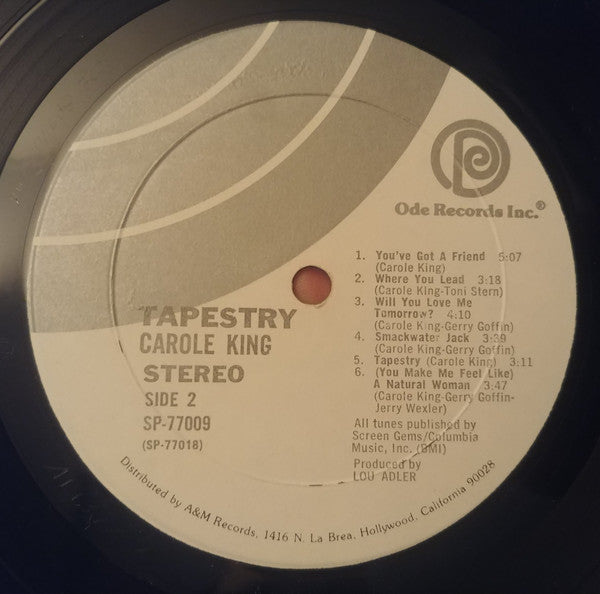 Ode Records Inc.®
1. You've Got A Friend 5:07
(Carole King)
2. Where You Lead 3:18
(Carole King-Toni Stern)
3. Will You Love Me
Tomorrow? 4:10
(Carole King-Gerry Goffin)
4. Smackwater Jack 3:39
(Carole King-Gerry Goffin)
5. Tapestry (Carole King) 3:11
6. (You Make Me Feel Like)
A Natural Woman 3:47
(Carole King-Gerry Goffin-
Jerry Wexler)
All tunes published by
Screen Gems/Columbia
Music, Inc. (BMI)
Produced by
LOU ADLER
TAPESTRY
CAROLE KING
STEREO
SIDE 2
SP-77009
(SP-77018)
Distributed by A&M Records, 1416 N. La Brea, Hollywood, California 90028